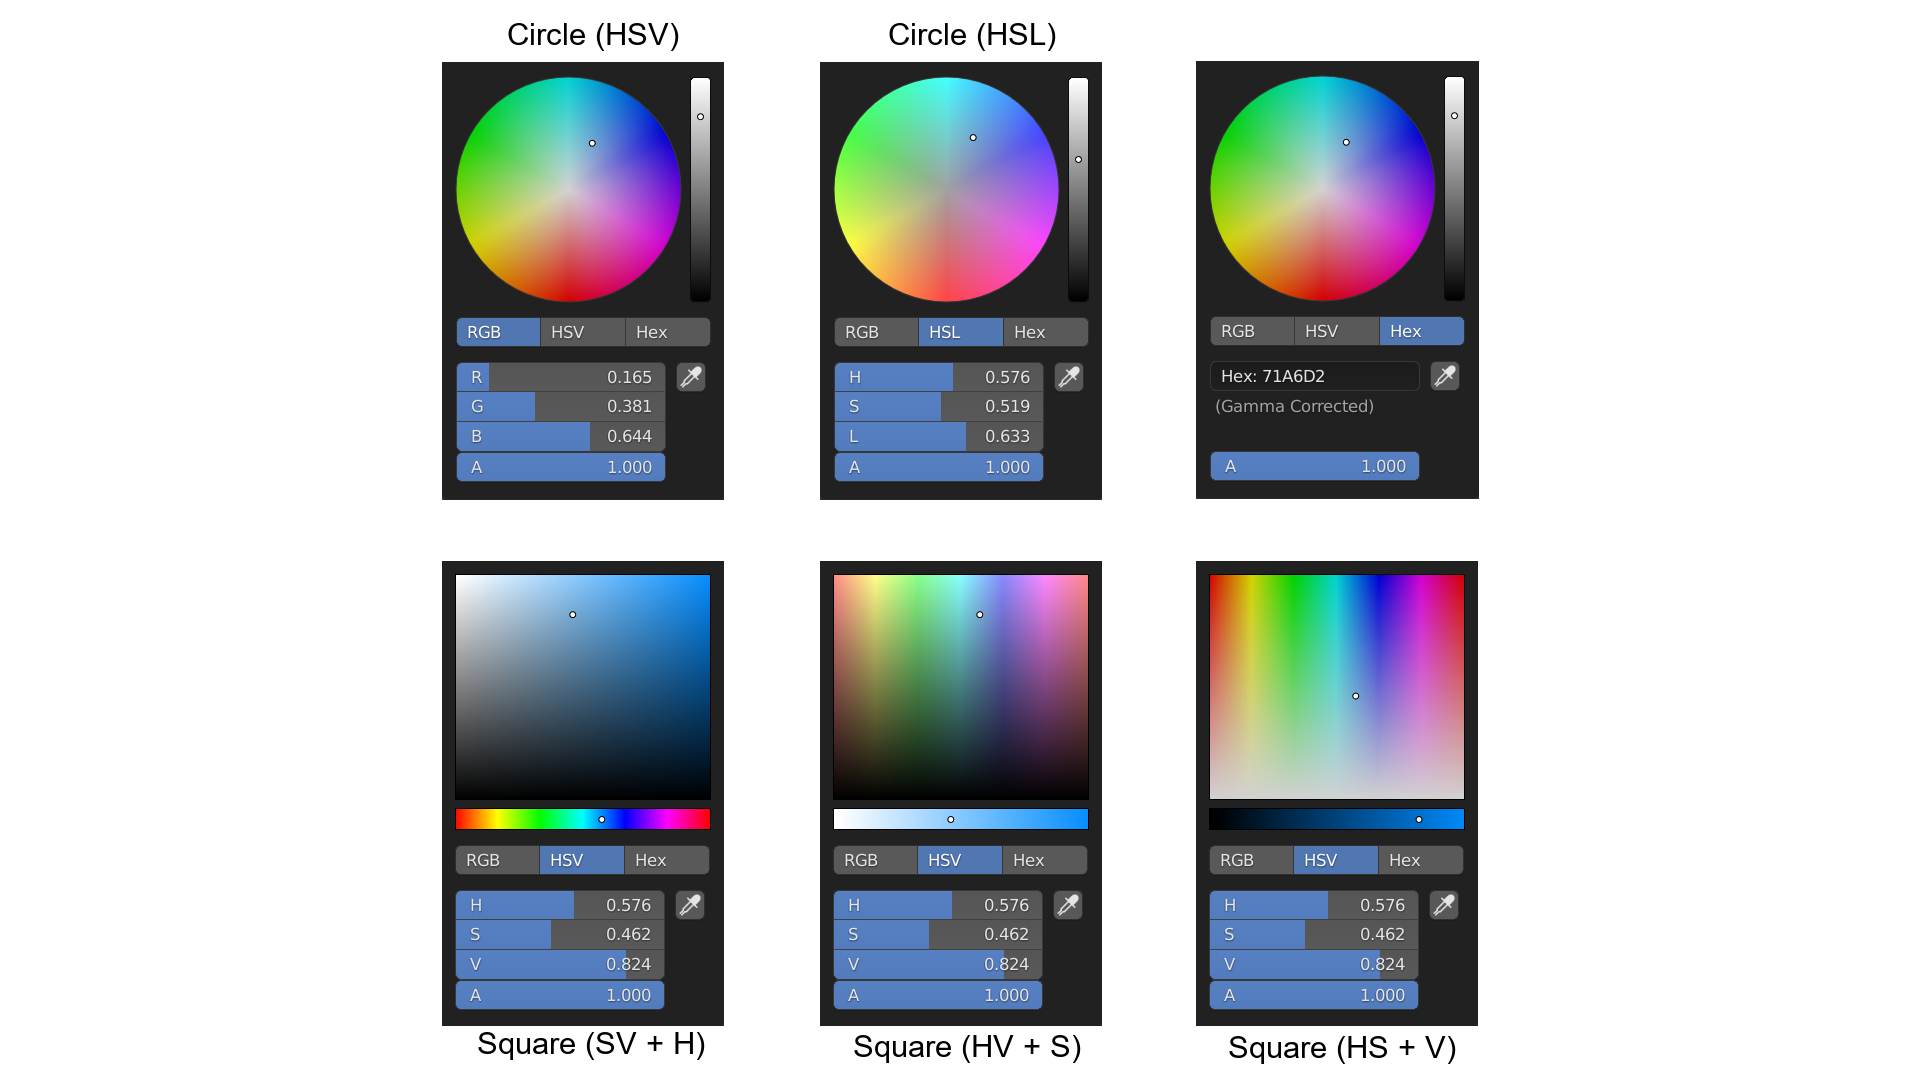 Circle (HSV)
Circle (HSL)
RGB HSV Hex
R 0.165
G 0.381
B 0.644
A 1.000
RGB HSL Hex
H 0.576
S 0.519
L 0.633
A 1.000
RGB HSV Hex
Hex: 71A6D2
(Gamma Corrected)
A 1.000
RGB HSV Hex
H 0.576
S 0.462
V 0.824
A 1.000
Square (SV + H)
RGB HSV Hex
H 0.576
S 0.462
V 0.824
A 1.000
Square (HV + S)
RGB HSV Hex
H 0.576
S 0.462
V 0.824
A 1.000
Square (HS + V)